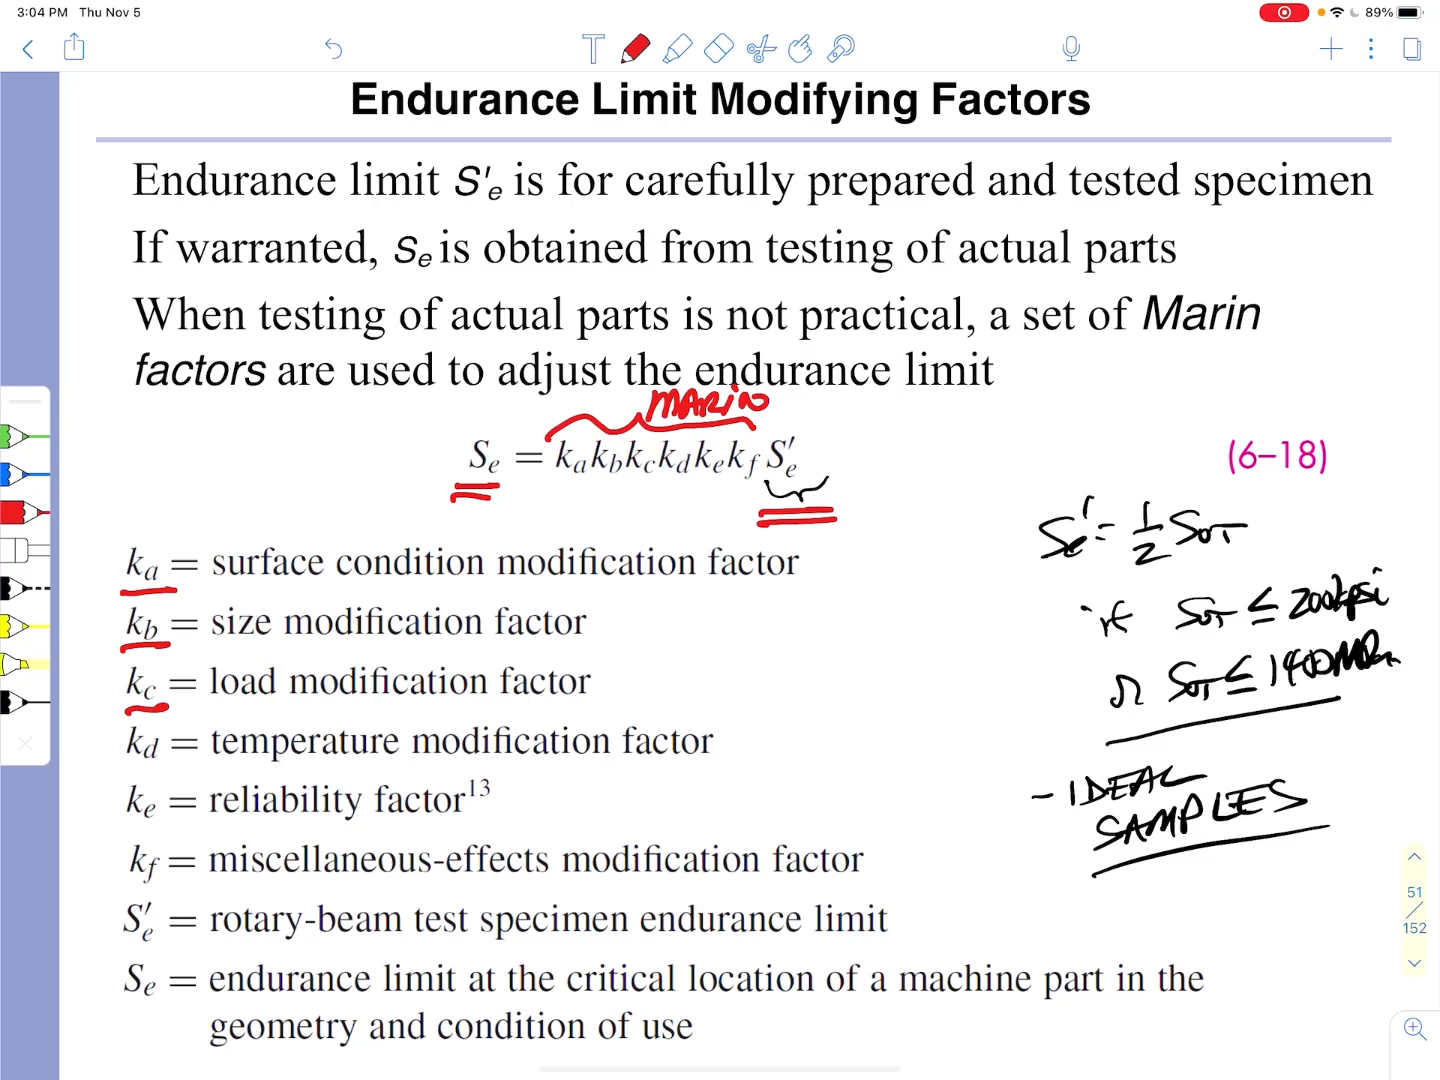 3:04 PM Thu Nov 5
89%
Endurance Limit Modifying Factors
Endurance limit S′e is for carefully prepared and tested specimen
If warranted, Se is obtained from testing of actual parts
When testing of actual parts is not practical, a set of Marin
factors are used to adjust the endurance limit
MARIN
Se = kakbkckdkekf S′e
(6–18)
Se' = 1/2 SUT
if SUT ≤ 200kpsi
or SUT ≤ 1400MPa
- IDEAL
SAMPLES
ka = surface condition modification factor
kb = size modification factor
kc = load modification factor
kd = temperature modification factor
ke = reliability factor¹³
kf = miscellaneous-effects modification factor
S′e = rotary-beam test specimen endurance limit
Se = endurance limit at the critical location of a machine part in the
geometry and condition of use
51
152